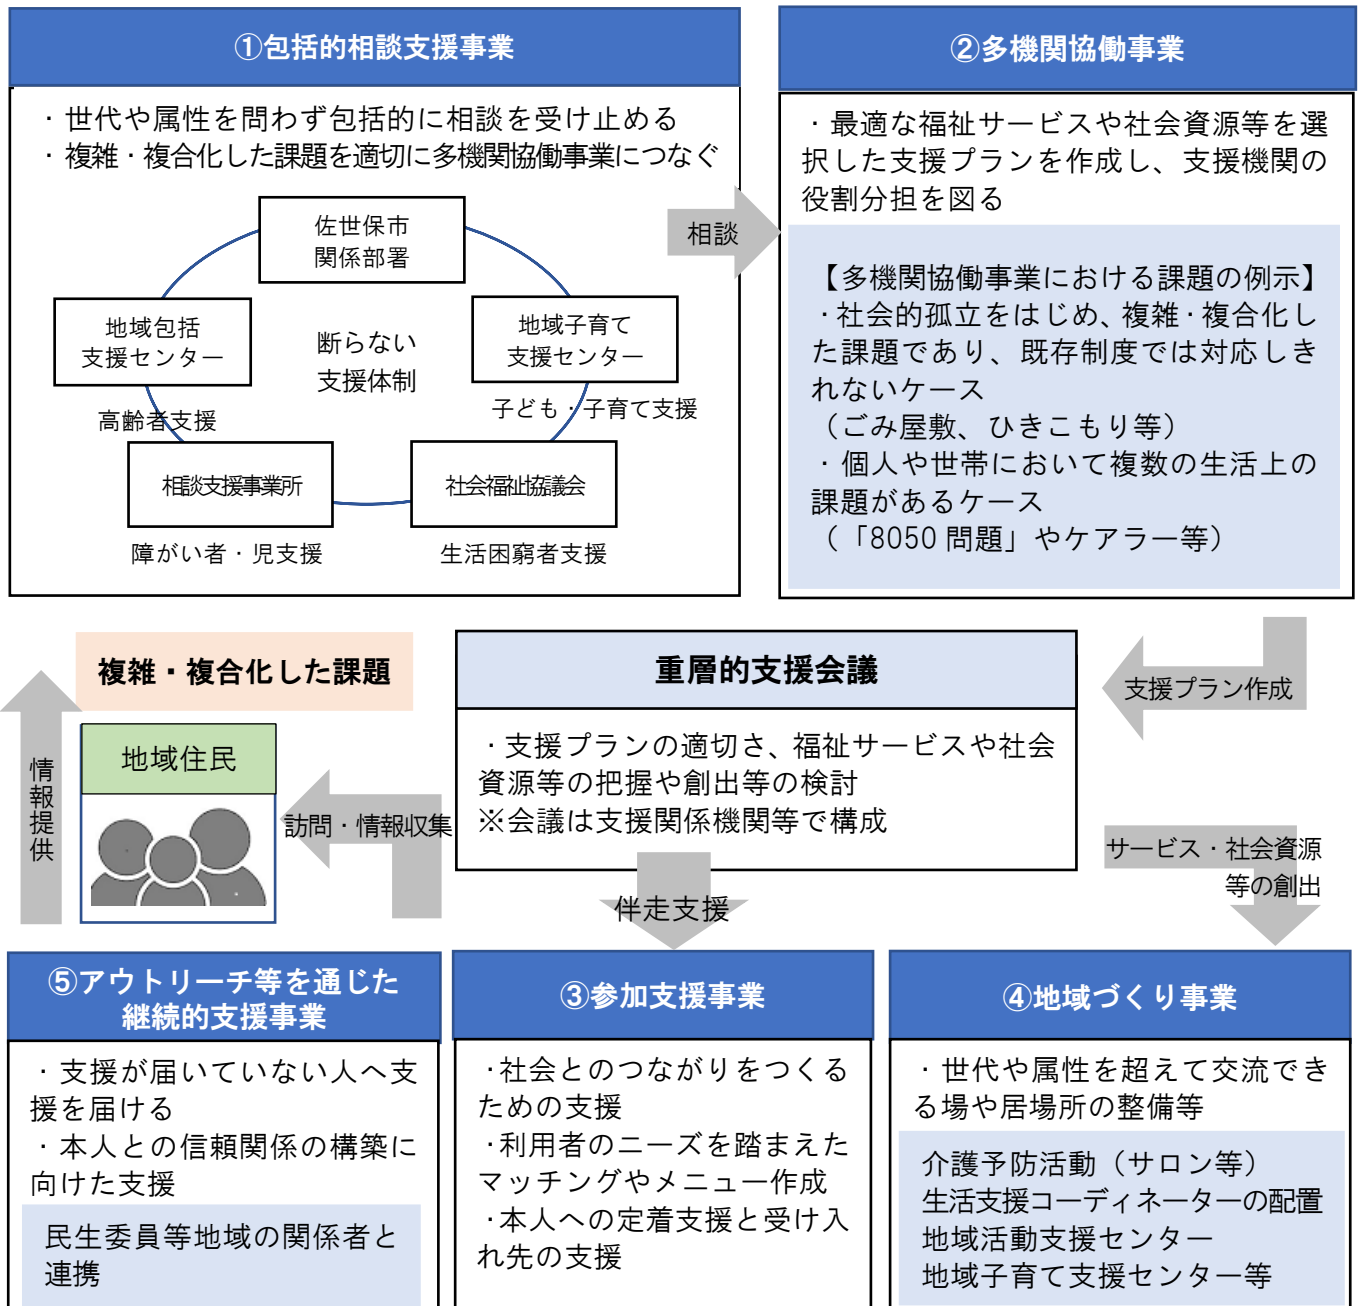 ①包括的相談支援事業
・世代や属性を問わず包括的に相談を受け止める
・複雑・複合化した課題を適切に多機関協働事業につなぐ
佐世保市
関係部署
地域包括
支援センター
断らない
支援体制
地域子育て
支援センター
高齢者支援
子ども・子育て支援
相談支援事業所
社会福祉協議会
障がい者・児支援
生活困窮者支援
相談
②多機関協働事業
・最適な福祉サービスや社会資源等を選
択した支援プランを作成し、支援機関の
役割分担を図る
【多機関協働事業における課題の例示】
・社会的孤立をはじめ、複雑・複合化し
た課題であり、既存制度では対応しき
れないケース
（ごみ屋敷、ひきこもり等）
・個人や世帯において複数の生活上の
課題があるケース
（「8050 問題」やケアラー等）
複雑・複合化した課題
地域住民
情報提供
訪問・情報収集
重層的支援会議
・支援プランの適切さ、福祉サービスや社会
資源等の把握や創出等の検討
※会議は支援関係機関等で構成
支援プラン作成
サービス・社会資源
等の創出
伴走支援
⑤アウトリーチ等を通じた
継続的支援事業
・支援が届いていない人へ支
援を届ける
・本人との信頼関係の構築に
向けた支援
民生委員等地域の関係者と
連携
③参加支援事業
・社会とのつながりをつくる
ための支援
・利用者のニーズを踏まえた
マッチングやメニュー作成
・本人への定着支援と受け入
れ先の支援
④地域づくり事業
・世代や属性を超えて交流でき
る場や居場所の整備等
介護予防活動（サロン等）
生活支援コーディネーターの配置
地域活動支援センター
地域子育て支援センター等